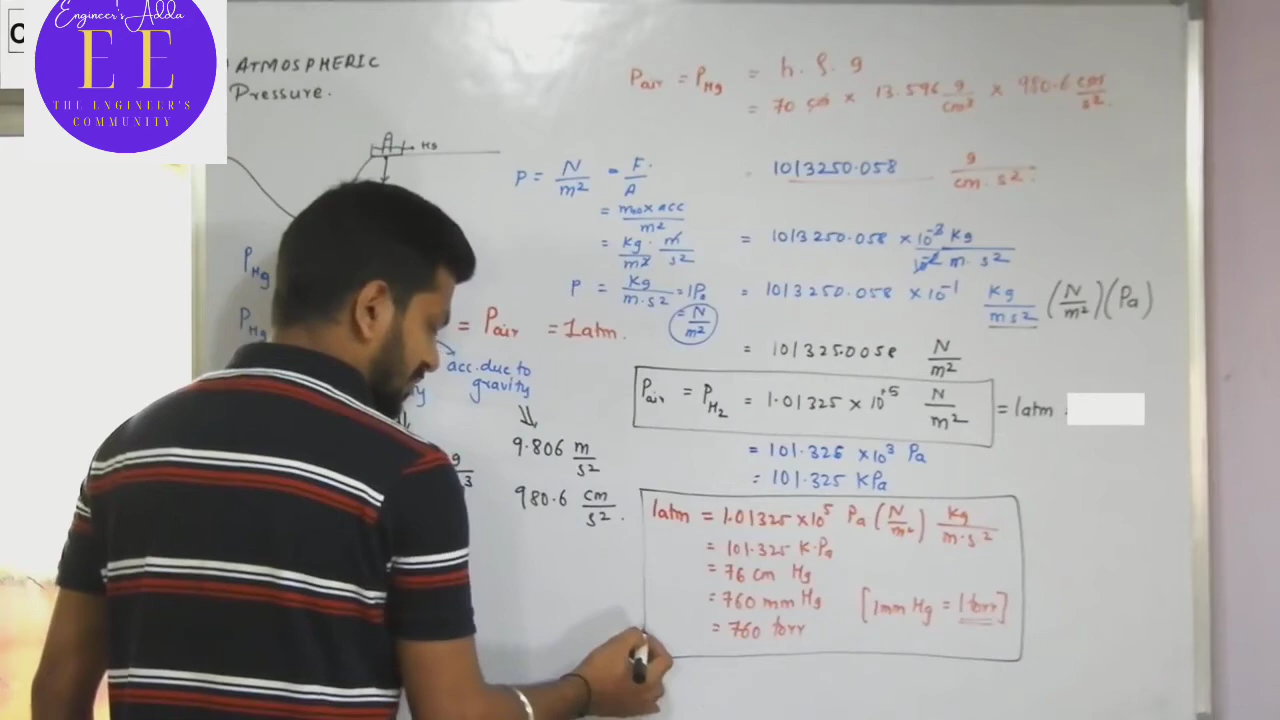 Engineer's Adda
E E
THE ENGINEER'S
COMMUNITY
ATMOSPHERIC
Pressure.
Hg
P_Hg
P_Hg
= P_air = 1atm.
acc. due to
gravity
9.806 m/s²
980.6 cm/s².
P = N/m² = F/A
= m × acc / m²
= Kg · m / m² s²
P = Kg/m·s² = 1Pa
= N/m²
P_air = P_Hg = h. ρ. g
= 70 cm × 13.596 g/cm³ × 980.6 cm/s².
= 1013250.058 g/cm. s².
= 1013250.058 × 10⁻³ Kg / 10⁻² m. s²
= 1013250.058 × 10⁻¹ Kg/ms² (N/m²) (Pa)
= 101325.0058 N/m²
P_air = P_H2 = 1.01325 × 10⁺⁵ N/m² = 1atm
= 101.325 × 10³ Pa
= 101.325 KPa
1atm = 1.01325 × 10⁵ Pa (N/m²) Kg/m·s²
= 101.325 K.Pa
= 76 cm Hg
= 760 mm Hg [1mm Hg = 1torr]
= 760 torr